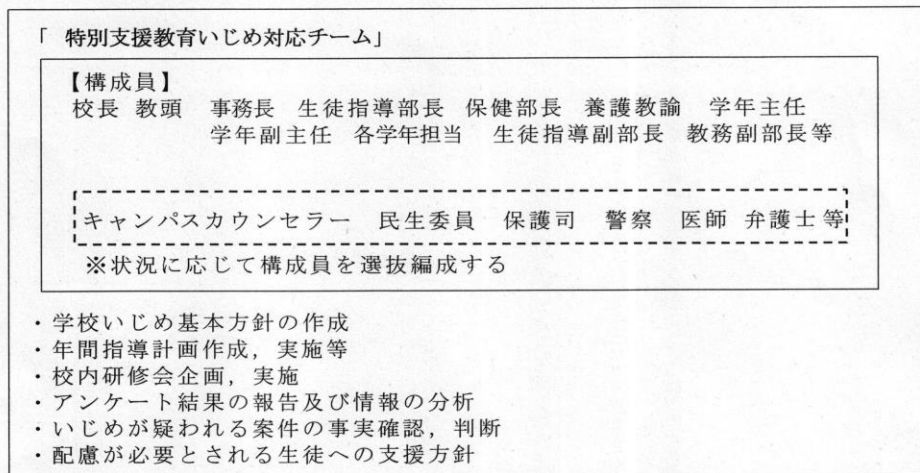 「 特別支援教育いじめ対応チーム」
【構成員】
校長 教頭 事務長 生徒指導部長 保健部長 養護教諭 学年主任
学年副主任 各学年担当 生徒指導副部長 教務副部長等
キャンパスカウンセラー 民生委員 保護司 警察 医師 弁護士等
※状況に応じて構成員を選抜編成する
・学校いじめ基本方針の作成
・年間指導計画作成，実施等
・校内研修会企画，実施
・アンケート結果の報告及び情報の分析
・いじめが疑われる案件の事実確認，判断
・配慮が必要とされる生徒への支援方針